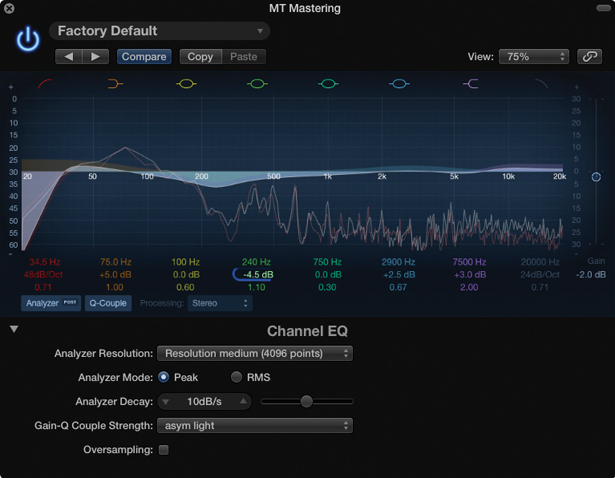 MT Mastering
Factory Default
Compare Copy Paste View: 75%
+ +
0 30
5 25
10 20
15 15
20 10
25 5
30 0
35 5
20 50 100 200 500 1k 2k 5k 10k 20k
40 10
45 15
50 20
55 25
60 30
- -
34.5 Hz 75.0 Hz 100 Hz 240 Hz 750 Hz 2900 Hz 7500 Hz 20000 Hz Gain
48dB/Oct +5.0 dB 0.0 dB -4.5 dB 0.0 dB +2.5 dB +3.0 dB 24dB/Oct -2.0 dB
0.71 1.00 0.60 1.10 0.30 0.67 2.00 0.71
Analyzer POST Q-Couple Processing: Stereo
Channel EQ
Analyzer Resolution: Resolution medium (4096 points)
Analyzer Mode: Peak RMS
Analyzer Decay: 10dB/s
Gain-Q Couple Strength: asym light
Oversampling: